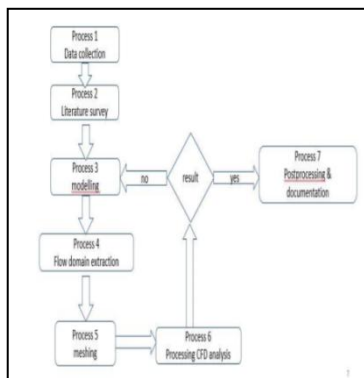 Process 1
Data collection
Process 2
Literature survey
Process 3
modelling
no
result
yes
Process 7
Postprocessing &
documentation
Process 4
Flow domain extraction
Process 5
meshing
Process 6
Processing CFD analysis